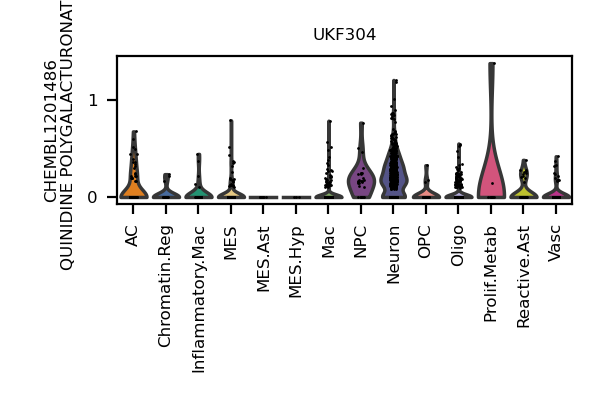 UKF304
CHEMBL1201486
QUINIDINE POLYGALACTURONAT
1
0
AC
Chromatin.Reg
Inflammatory.Mac
MES
MES.Ast
MES.Hyp
Mac
NPC
Neuron
OPC
Oligo
Prolif.Metab
Reactive.Ast
Vasc